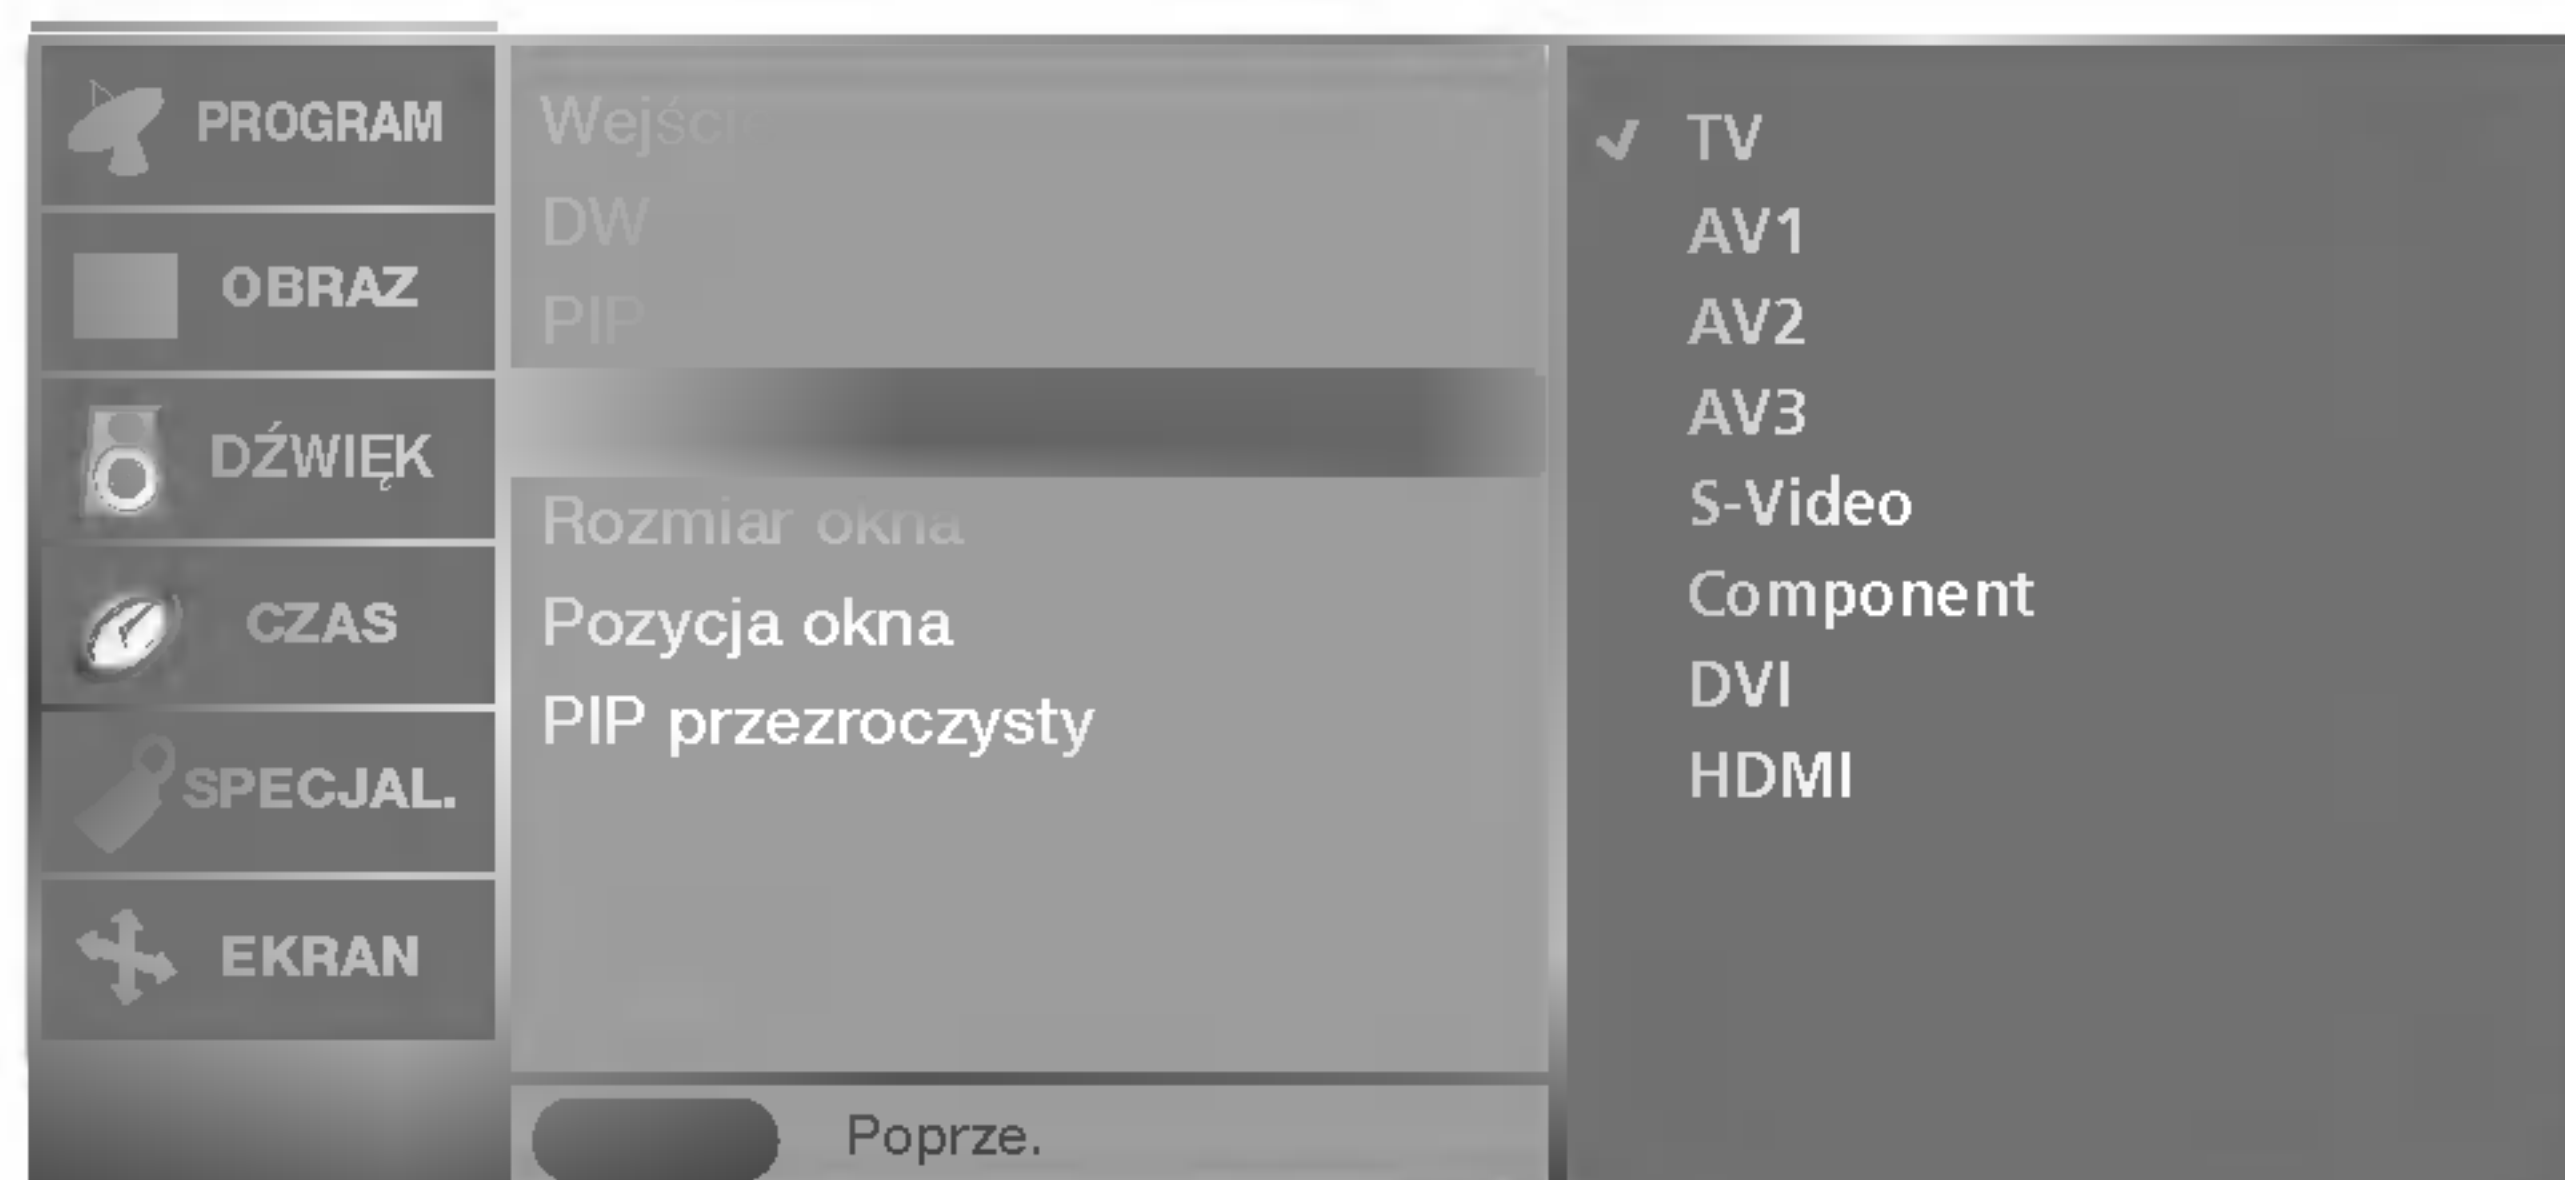 PROGRAM
OBRAZ
DŹWIĘK
CZAS
SPECJAL.
EKRAN
Wejście
DW
PIP
Rozmiar okna
Pozycja okna
PIP przezroczysty
Poprze.
TV
AV1
AV2
AV3
S-Video
Component
DVI
HDMI